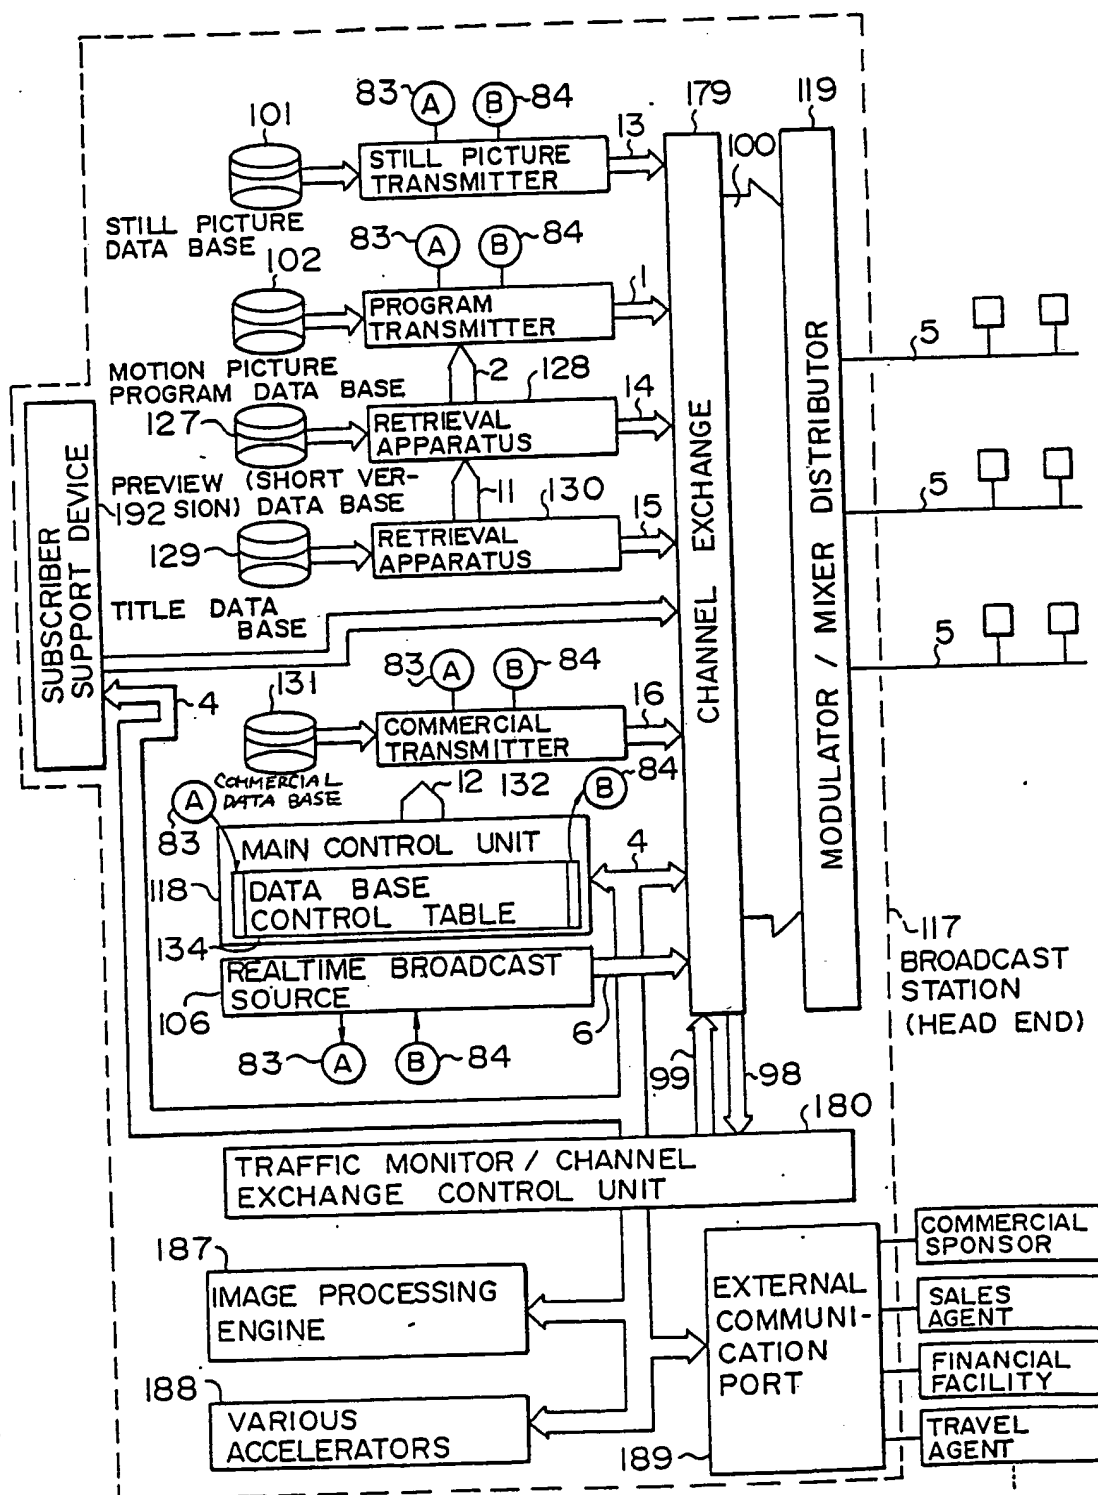 83 A B 84
101
STILL PICTURE
TRANSMITTER
13
179
119
100
STILL PICTURE
DATA BASE
83 A B 84
102
PROGRAM
TRANSMITTER
1
MOTION PICTURE
PROGRAM DATA BASE
2
128
127
RETRIEVAL
APPARATUS
14
5
PREVIEW (SHORT VER-
SION) DATA BASE
192
11
130
129
RETRIEVAL
APPARATUS
15
5
TITLE DATA
BASE
SUBSCRIBER
SUPPORT DEVICE
CHANNEL EXCHANGE
MODULATOR / MIXER DISTRIBUTOR
5
4
83 A B 84
131
COMMERCIAL
TRANSMITTER
16
COMMERCIAL
DATA BASE
A
83
12
132
B
84
MAIN CONTROL UNIT
4
118
DATA BASE
CONTROL TABLE
134
117
BROADCAST
STATION
(HEAD END)
REALTIME BROADCAST
SOURCE
106
6
83 A B 84
99
98
180
TRAFFIC MONITOR / CHANNEL
EXCHANGE CONTROL UNIT
187
IMAGE PROCESSING
ENGINE
188
VARIOUS
ACCELERATORS
EXTERNAL
COMMUNI-
CATION
PORT
189
COMMERCIAL
SPONSOR
SALES
AGENT
FINANCIAL
FACILITY
TRAVEL
AGENT